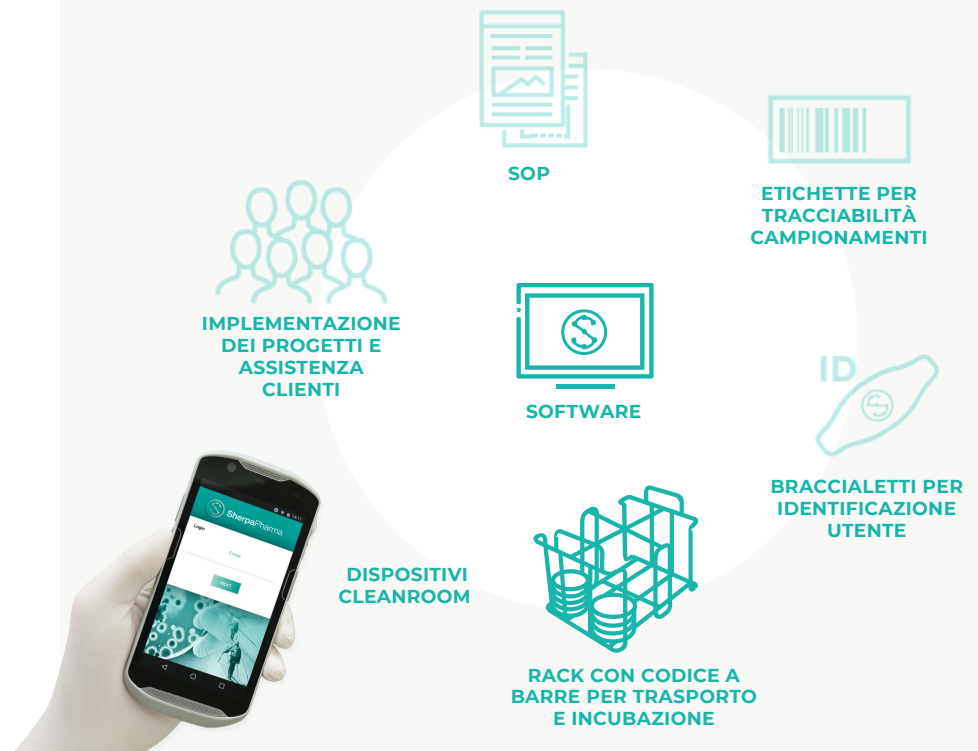 SOP
ETICHETTE PER
TRACCIABILITÀ
CAMPIONAMENTI
IMPLEMENTAZIONE
DEI PROGETTI E
ASSISTENZA
CLIENTI
SOFTWARE
ID
BRACCIALETTI PER
IDENTIFICAZIONE
UTENTE
SherpaPharma
Login
Email
NEXT
DISPOSITIVI
CLEANROOM
RACK CON CODICE A
BARRE PER TRASPORTO
E INCUBAZIONE